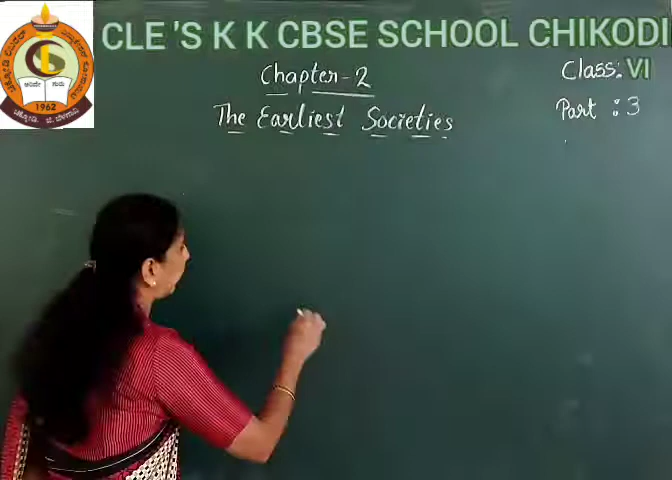 CLE 'S K K CBSE SCHOOL CHIKODI
Chapter-2
Class: VI
The Earliest Societies
Part : 3
1962